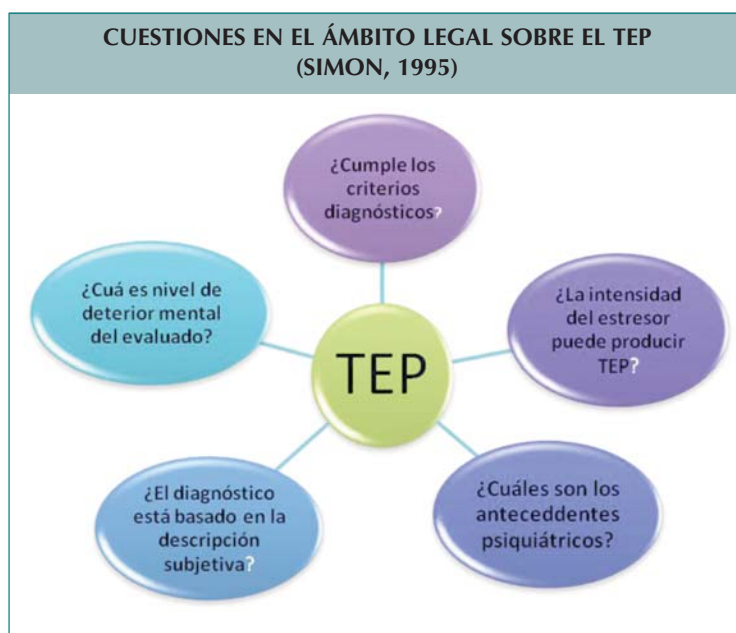 CUESTIONES EN EL ÁMBITO LEGAL SOBRE EL TEP
(SIMON, 1995)
¿Cumple los
criterios
diagnósticos?
¿La intensidad
del estresor
puede producir
TEP?
¿Cuáles son los
anteceddentes
psiquiátricos?
¿El diagnóstico
está basado en la
descripción
subjetiva?
¿Cuá es nivel de
deterior mental
del evaluado?
TEP